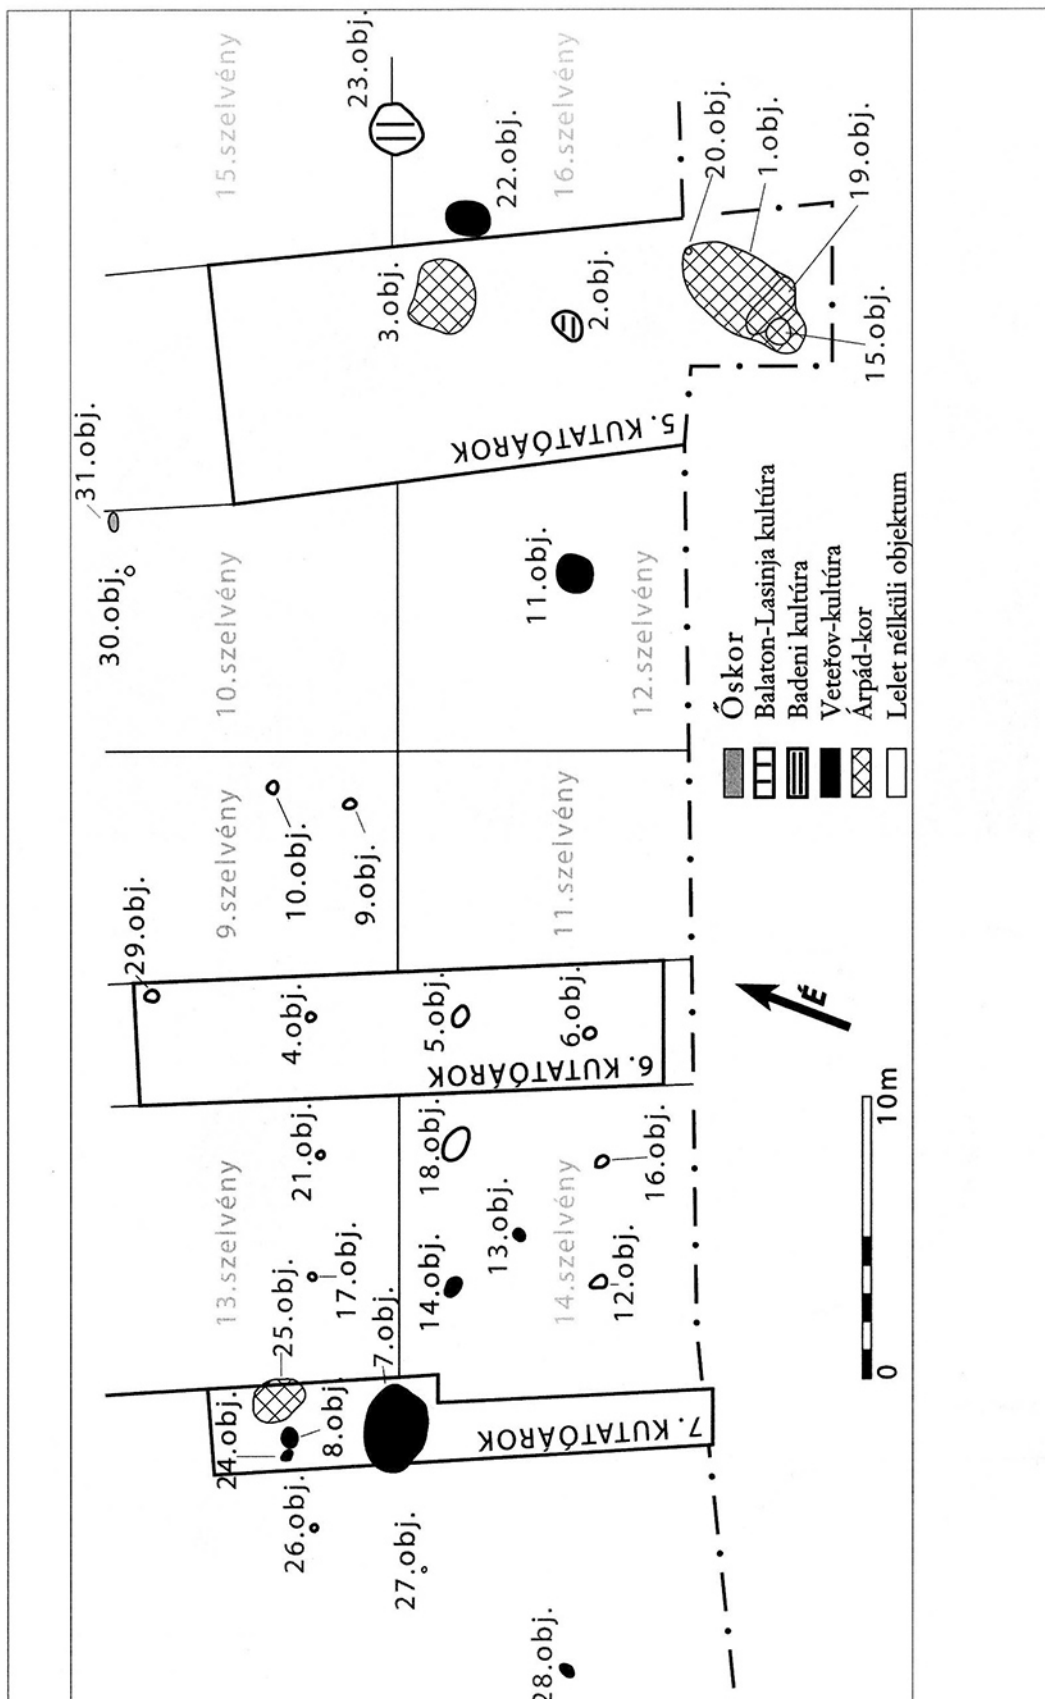 15.szelvény
23.obj.
22.obj.
16.szelvény
20.obj.
1.obj.
19.obj.
15.obj.
3.obj.
2.obj.
5. KUTATÓÁROK
31.obj.
30.obj.
10.szelvény
11.obj.
12.szelvény
9.szelvény
10.obj.
9.obj.
11.szelvény
29.obj.
4.obj.
5.obj.
6.obj.
6. KUTATÓÁROK
13.szelvény
21.obj.
18.obj.
16.obj.
17.obj.
13.obj.
14.obj.
14.szelvény
12.obj.
25.obj.
7.obj.
24.obj.
8.obj.
7. KUTATÓÁROK
26.obj.
27.obj.
28.obj.
Őskor
Balaton-Lasinja kultúra
Badeni kultúra
Veteřov-kultúra
Árpád-kor
Lelet nélküli objektum
É
0
10m